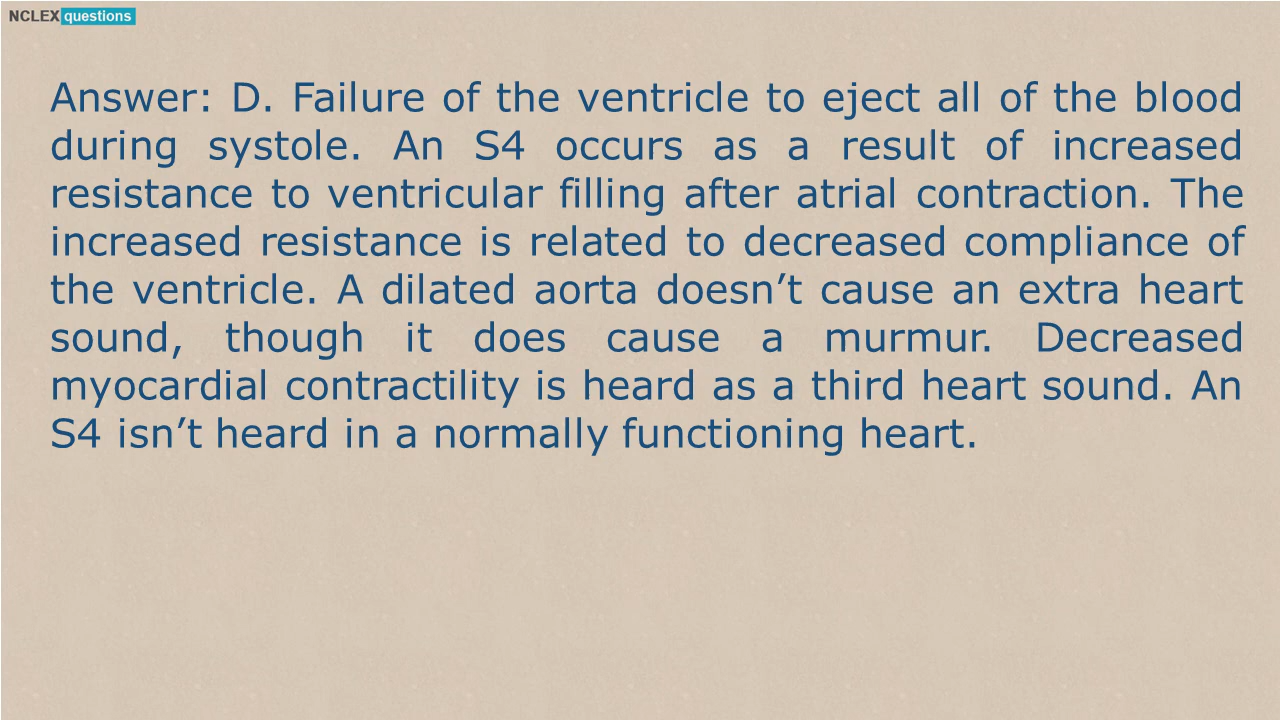 NCLEX questions
Answer: D. Failure of the ventricle to eject all of the blood
during systole. An S4 occurs as a result of increased
resistance to ventricular filling after atrial contraction. The
increased resistance is related to decreased compliance of
the ventricle. A dilated aorta doesn’t cause an extra heart
sound, though it does cause a murmur. Decreased
myocardial contractility is heard as a third heart sound. An
S4 isn’t heard in a normally functioning heart.